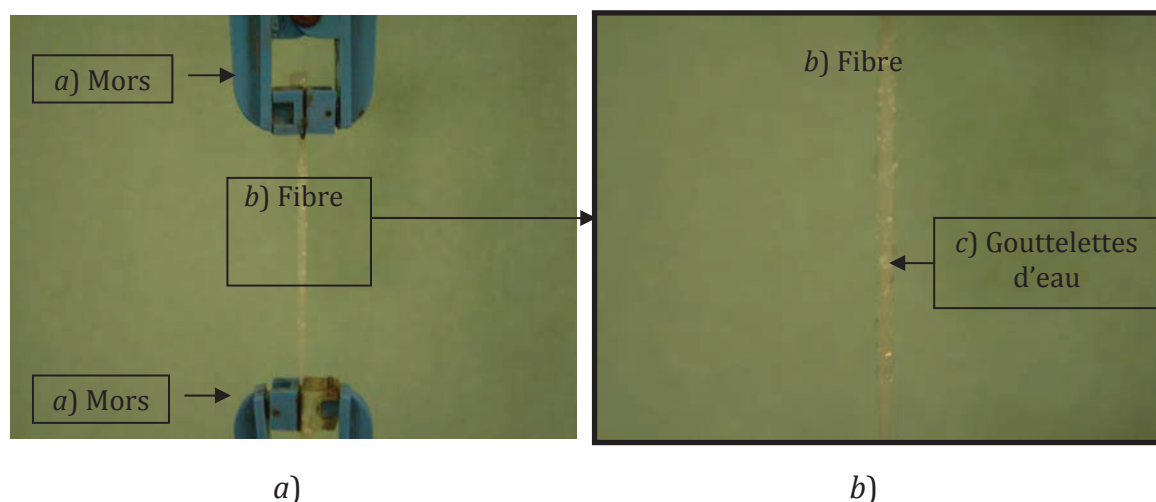 a) Mors
b) Fibre
a) Mors
b) Fibre
c) Gouttelettes
d’eau
a)
b)